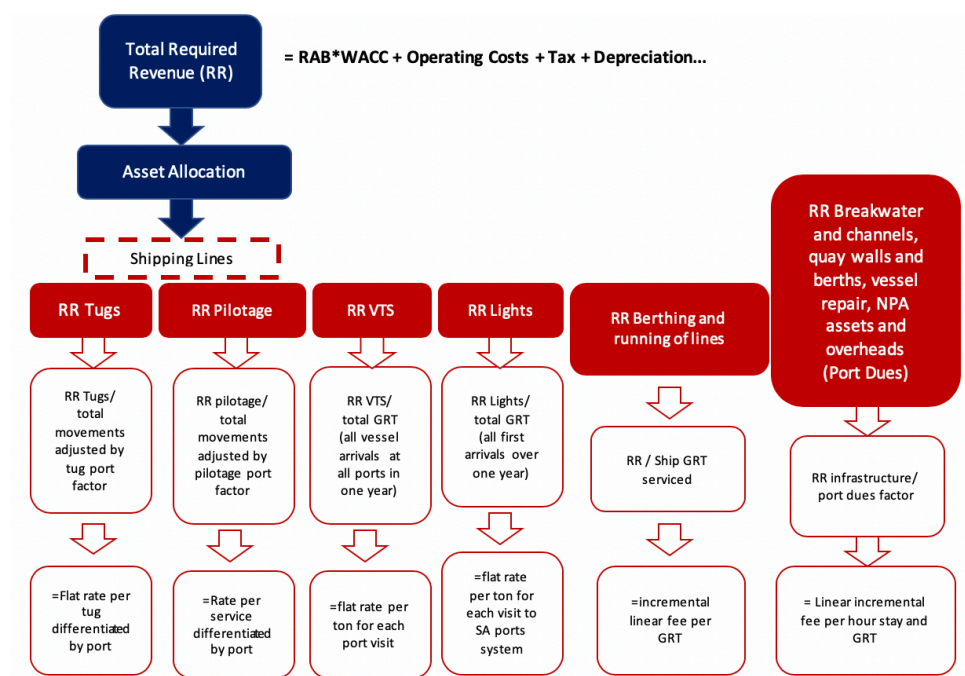 Total Required
Revenue (RR)
= RAB*WACC + Operating Costs + Tax + Depreciation...
Asset Allocation
Shipping Lines
RR Tugs
RR Pilotage
RR VTS
RR Lights
RR Berthing and
running of lines
RR Breakwater
and channels,
quay walls and
berths, vessel
repair, NPA
assets and
overheads
(Port Dues)
RR Tugs/
total
movements
adjusted by
tug port
factor
RR pilotage/
total
movements
adjusted by
pilotage port
factor
RR VTS/
total GRT
(all vessel
arrivals at
all ports in
one year)
RR Lights/
total GRT
(all first
arrivals over
one year)
RR / Ship GRT
serviced
RR infrastructure/
port dues factor
=Flat rate per
tug
differentiated
by port
=Rate per
service
differentiated
by port
=flat rate per
ton for each
port visit
=flat rate
per ton for
each visit to
SA ports
system
=incremental
linear fee per
GRT
= Linear incremental
fee per hour stay and
GRT